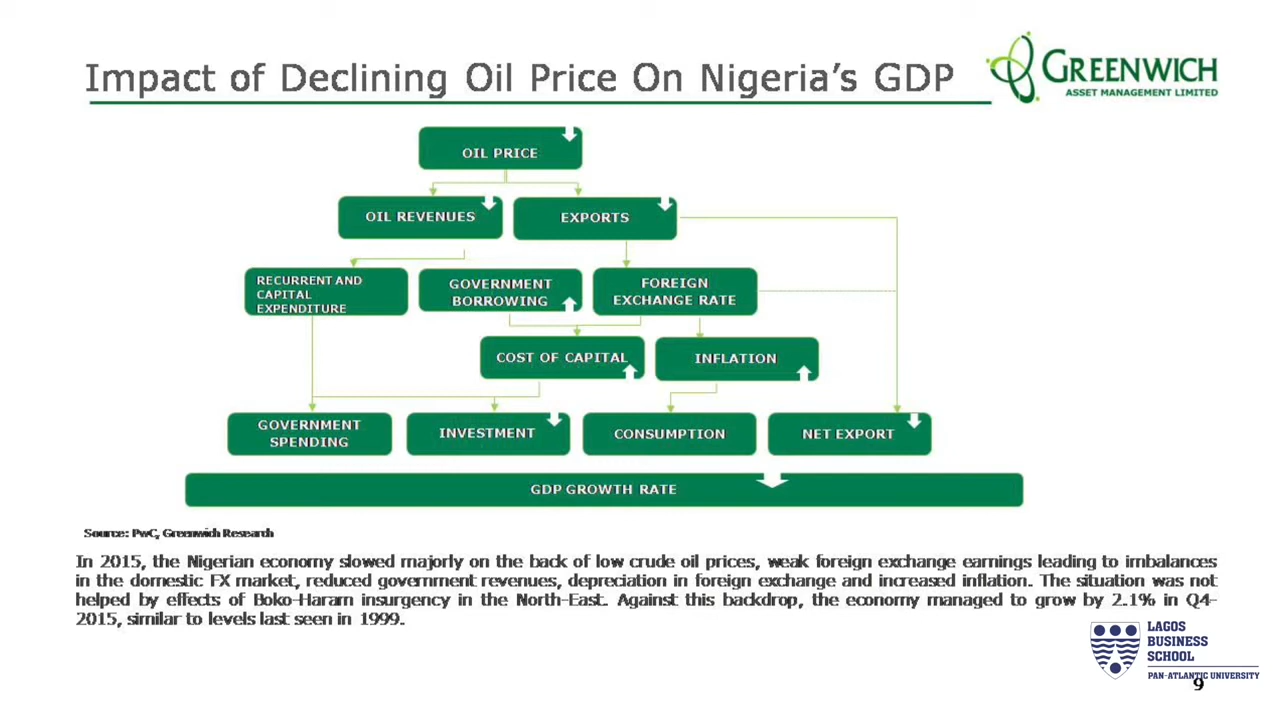 Impact of Declining Oil Price On Nigeria's GDP
GREENWICH
ASSET MANAGEMENT LIMITED
OIL PRICE
OIL REVENUES
EXPORTS
RECURRENT AND
CAPITAL
EXPENDITURE
GOVERNMENT
BORROWING
FOREIGN
EXCHANGE RATE
COST OF CAPITAL
INFLATION
GOVERNMENT
SPENDING
INVESTMENT
CONSUMPTION
NET EXPORT
GDP GROWTH RATE
Source: PwC, Greenwich Research
In 2015, the Nigerian economy slowed majorly on the back of low crude oil prices, weak foreign exchange earnings leading to imbalances
in the domestic FX market, reduced government revenues, depreciation in foreign exchange and increased inflation. The situation was not
helped by effects of Boko-Haram insurgency in the North-East. Against this backdrop, the economy managed to grow by 2.1% in Q4-
2015, similar to levels last seen in 1999.
LAGOS
BUSINESS
SCHOOL
PAN-ATLANTIC UNIVERSITY
9